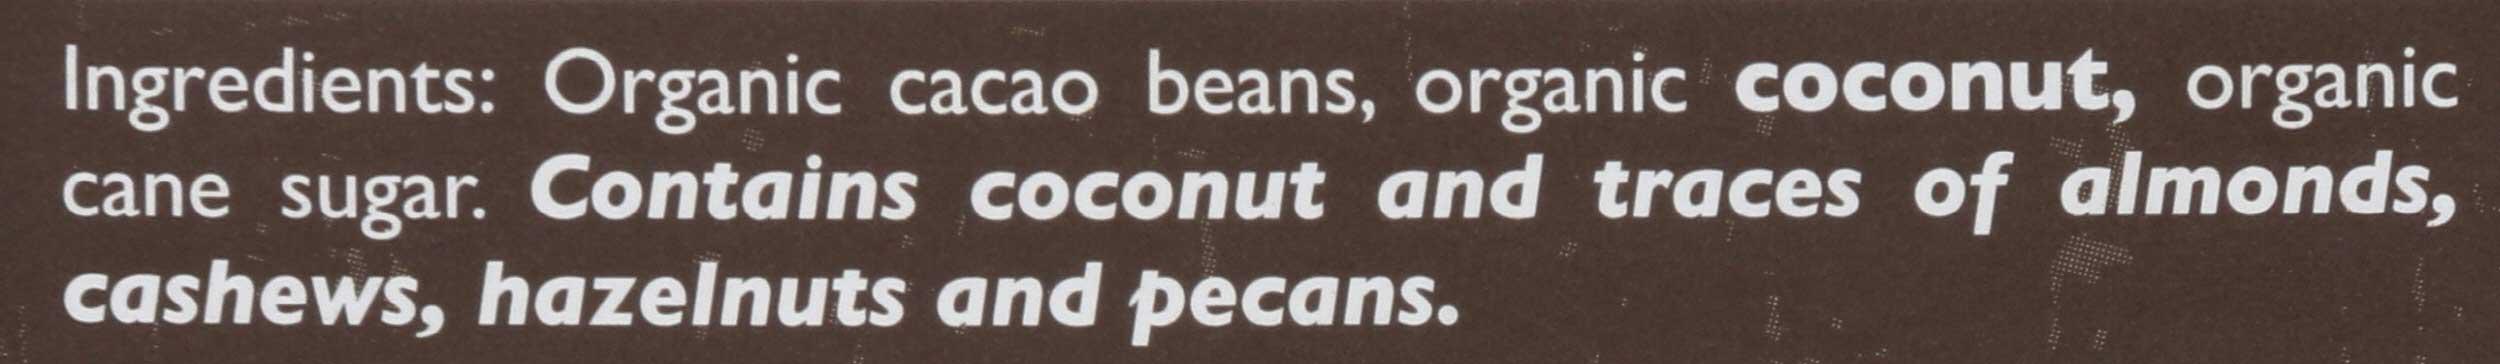 Ingredients: Organic cacao beans, organic coconut, organic
cane sugar. Contains coconut and traces of almonds,
cashews, hazelnuts and pecans.